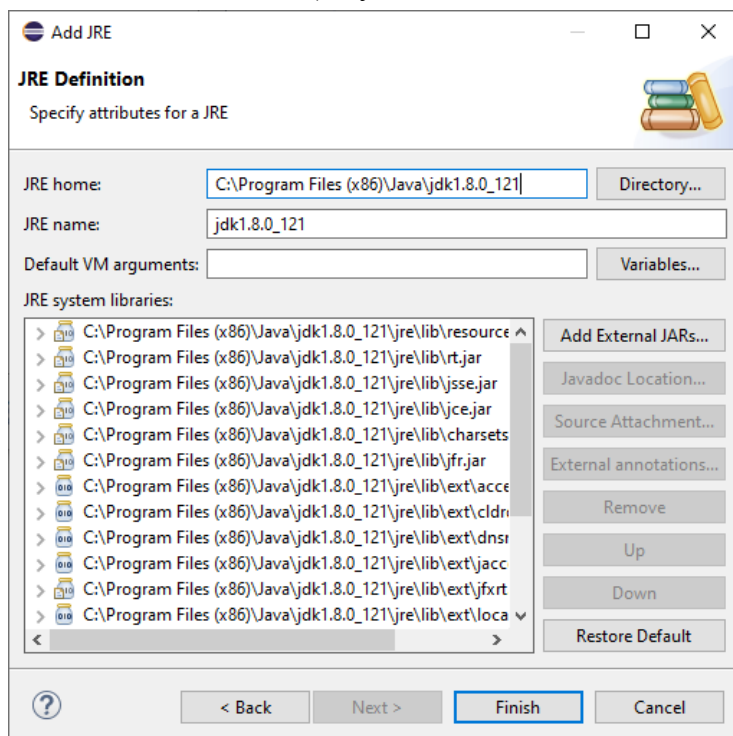 Add JRE
JRE Definition
Specify attributes for a JRE
JRE home: C:\Program Files (x86)\Java\jdk1.8.0_121 Directory...
JRE name: jdk1.8.0_121
Default VM arguments: Variables...
JRE system libraries:
C:\Program Files (x86)\Java\jdk1.8.0_121\jre\lib\resource
C:\Program Files (x86)\Java\jdk1.8.0_121\jre\lib\rt.jar
C:\Program Files (x86)\Java\jdk1.8.0_121\jre\lib\jsse.jar
C:\Program Files (x86)\Java\jdk1.8.0_121\jre\lib\jce.jar
C:\Program Files (x86)\Java\jdk1.8.0_121\jre\lib\charsets
C:\Program Files (x86)\Java\jdk1.8.0_121\jre\lib\jfr.jar
C:\Program Files (x86)\Java\jdk1.8.0_121\jre\lib\ext\acce
C:\Program Files (x86)\Java\jdk1.8.0_121\jre\lib\ext\cldr
C:\Program Files (x86)\Java\jdk1.8.0_121\jre\lib\ext\dnsr
C:\Program Files (x86)\Java\jdk1.8.0_121\jre\lib\ext\jacc
C:\Program Files (x86)\Java\jdk1.8.0_121\jre\lib\ext\jfxrt
C:\Program Files (x86)\Java\jdk1.8.0_121\jre\lib\ext\loca
Add External JARs...
Javadoc Location...
Source Attachment...
External annotations...
Remove
Up
Down
Restore Default
< Back Next > Finish Cancel